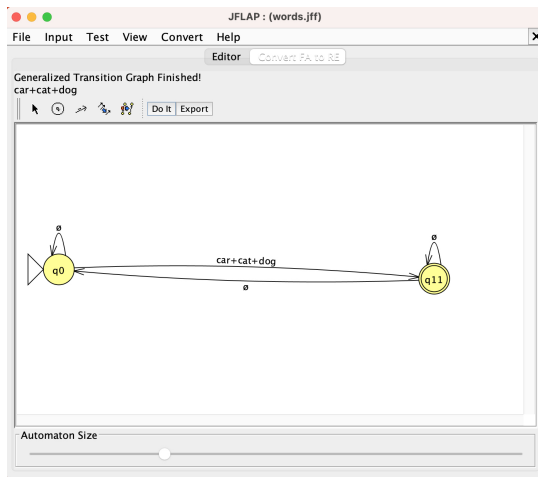 JFLAP : (words.jff)
File Input Test View Convert Help
Editor Convert FA to RE
Generalized Transition Graph Finished!
car+cat+dog
Do It Export
ø
ø
q0
car+cat+dog
q11
ø
Automaton Size